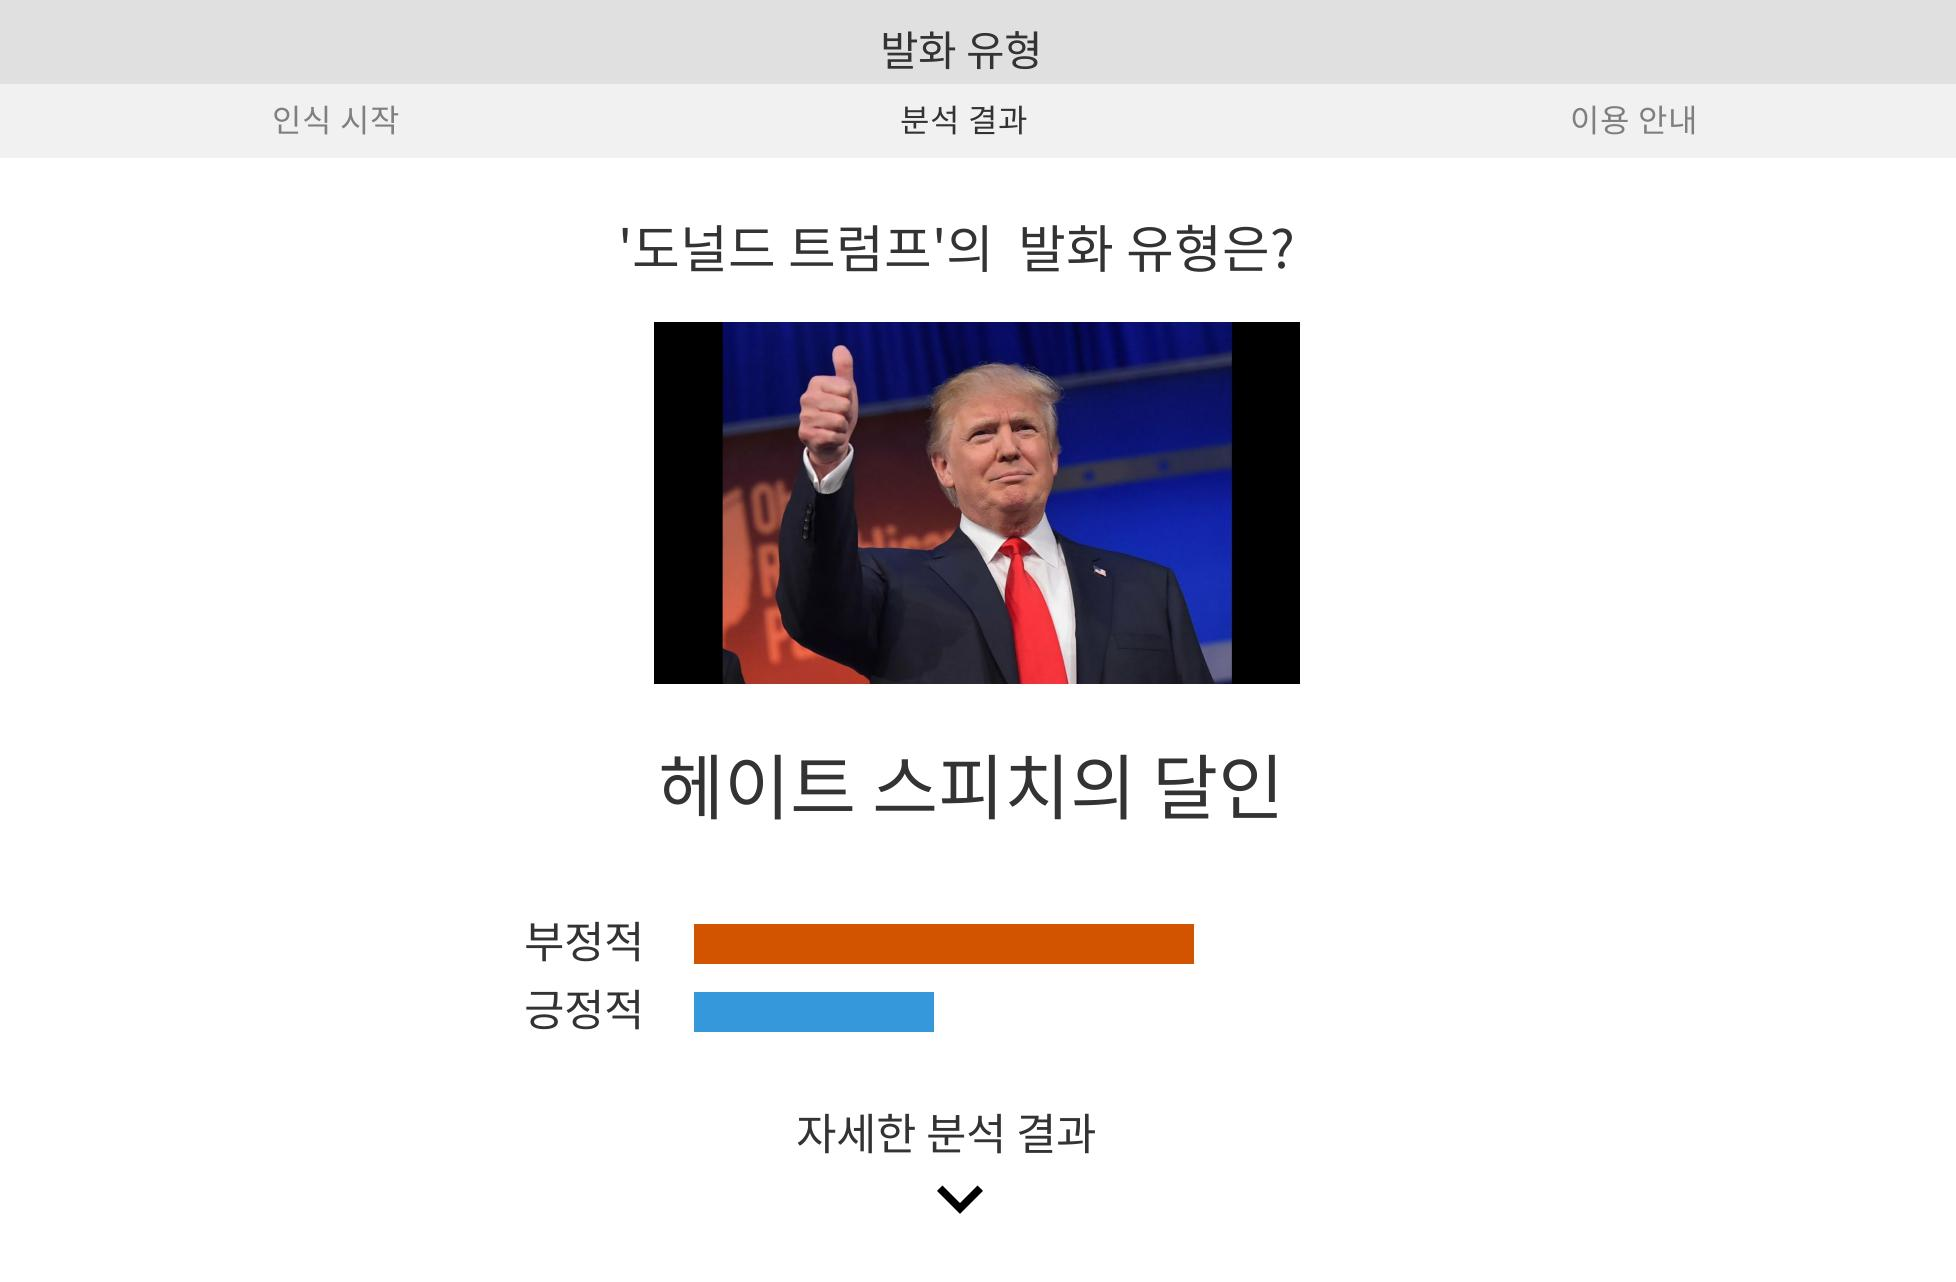 발화 유형
인식 시작
분석 결과
이용 안내
'도널드 트럼프'의 발화 유형은?
헤이트 스피치의 달인
부정적
긍정적
자세한 분석 결과